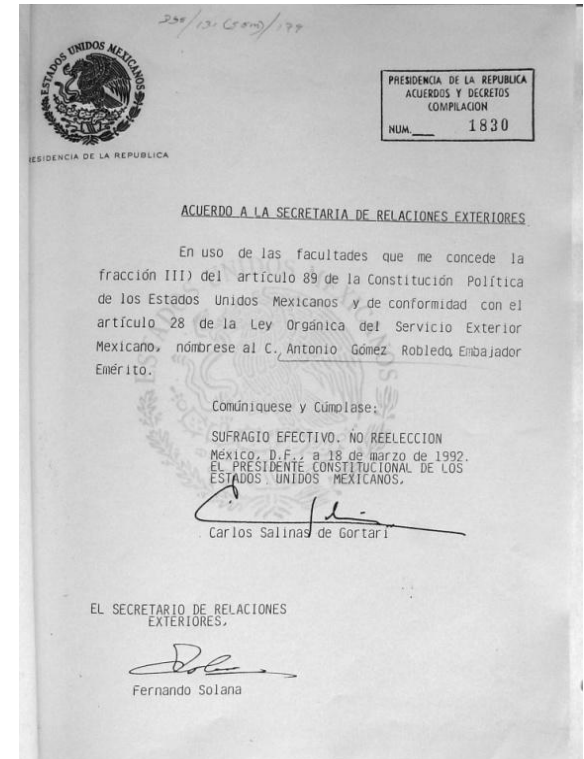 ESTADOS UNIDOS MEXICANOS
PRESIDENCIA DE LA REPUBLICA
ACUERDOS Y DECRETOS
COMPILACION
NUM. 1830
RESIDENCIA DE LA REPUBLICA
ACUERDO A LA SECRETARIA DE RELACIONES EXTERIORES
En uso de las facultades que me concede la
fracción III) del artículo 89 de la Constitución Política
de los Estados Unidos Mexicanos y de conformidad con el
artículo 28 de la Ley Orgánica del Servicio Exterior
Mexicano, nómbrese al C. Antonio Gómez Robledo, Embajador
Emérito.
Comúniquese y Cúmplase:
SUFRAGIO EFECTIVO. NO REELECCION
México, D.F., a 18 de marzo de 1992.
EL PRESIDENTE CONSTITUCIONAL DE LOS
ESTADOS UNIDOS MEXICANOS,
Carlos Salinas de Gortari
EL SECRETARIO DE RELACIONES
EXTERIORES,
Fernando Solana